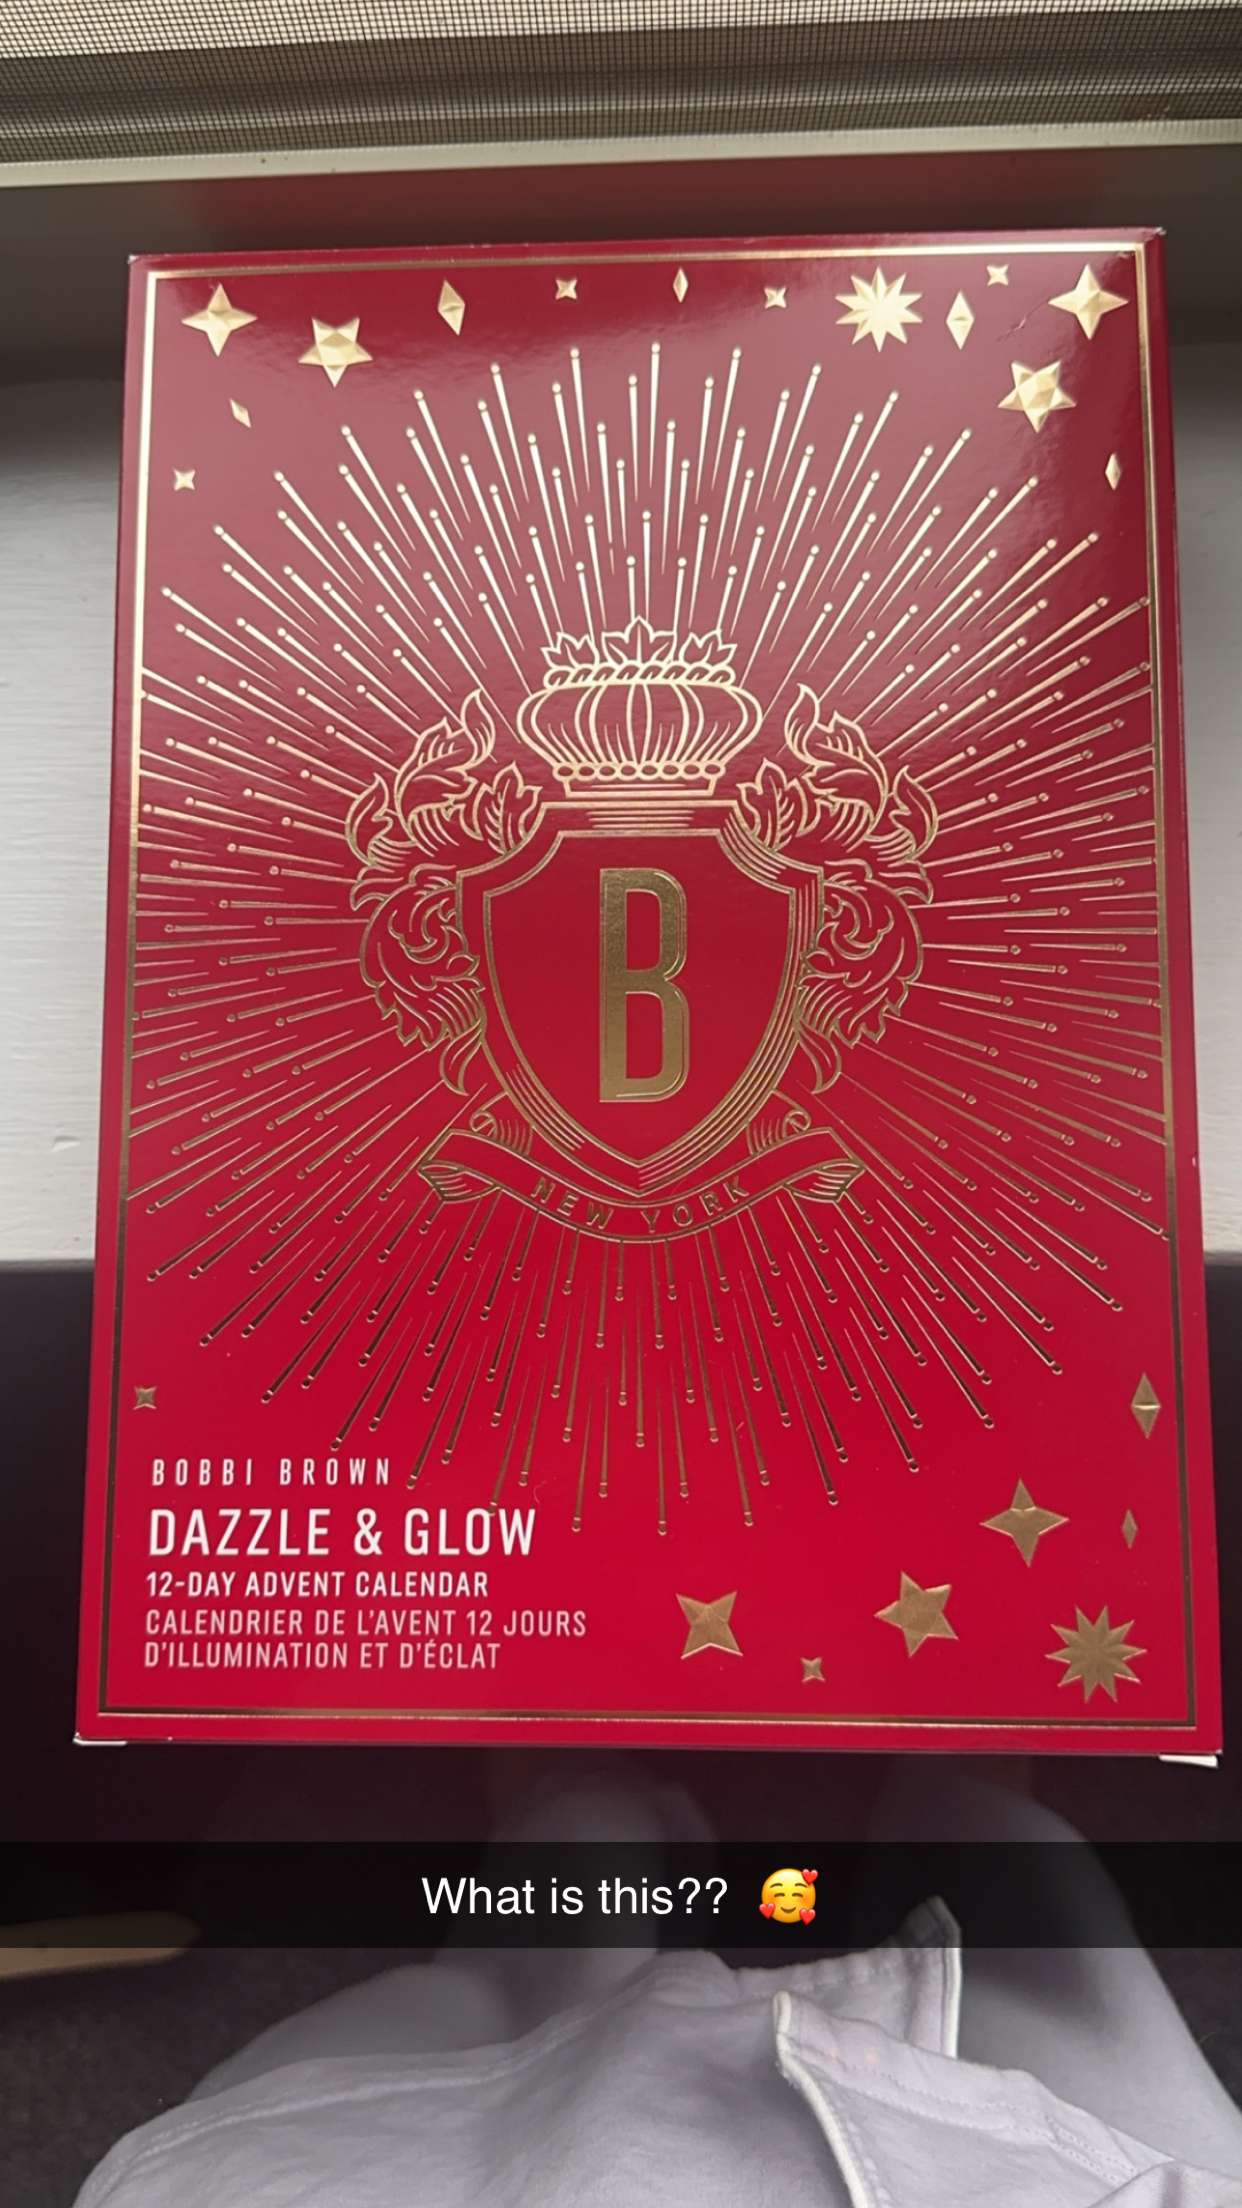 B
NEW YORK
BOBBI BROWN
DAZZLE & GLOW
12-DAY ADVENT CALENDAR
CALENDRIER DE L'AVENT 12 JOURS
D'ILLUMINATION ET D'ÉCLAT
What is this?? 🥰